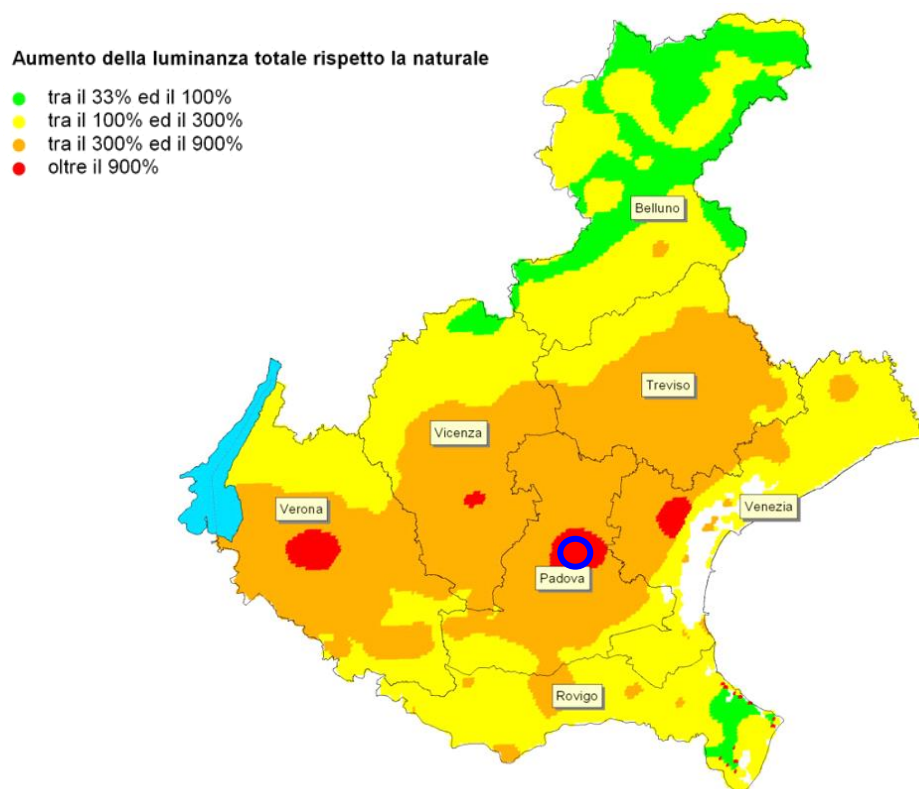 Aumento della luminanza totale rispetto la naturale
tra il 33% ed il 100%
tra il 100% ed il 300%
tra il 300% ed il 900%
oltre il 900%
Belluno
Treviso
Vicenza
Verona
Venezia
Padova
Rovigo